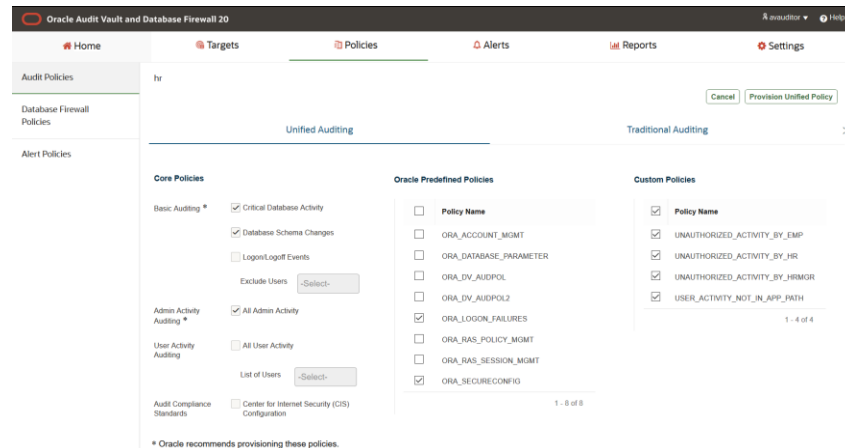 Oracle Audit Vault and Database Firewall 20
avauditor
Help
Home
Targets
Policies
Alerts
Reports
Settings
Audit Policies
Database Firewall
Policies
Alert Policies
hr
Cancel
Provision Unified Policy
Unified Auditing
Traditional Auditing
Core Policies
Basic Auditing *
Critical Database Activity
Database Schema Changes
Logon/Logoff Events
Exclude Users
-Select-
Admin Activity
Auditing *
All Admin Activity
User Activity
Auditing
All User Activity
List of Users
-Select-
Audit Compliance
Standards
Center for Internet Security (CIS)
Configuration
* Oracle recommends provisioning these policies.
Oracle Predefined Policies
Policy Name
ORA_ACCOUNT_MGMT
ORA_DATABASE_PARAMETER
ORA_DV_AUDPOL
ORA_DV_AUDPOL2
ORA_LOGON_FAILURES
ORA_RAS_POLICY_MGMT
ORA_RAS_SESSION_MGMT
ORA_SECURECONFIG
1 - 8 of 8
Custom Policies
Policy Name
UNAUTHORIZED_ACTIVITY_BY_EMP
UNAUTHORIZED_ACTIVITY_BY_HR
UNAUTHORIZED_ACTIVITY_BY_HRMGR
USER_ACTIVITY_NOT_IN_APP_PATH
1 - 4 of 4